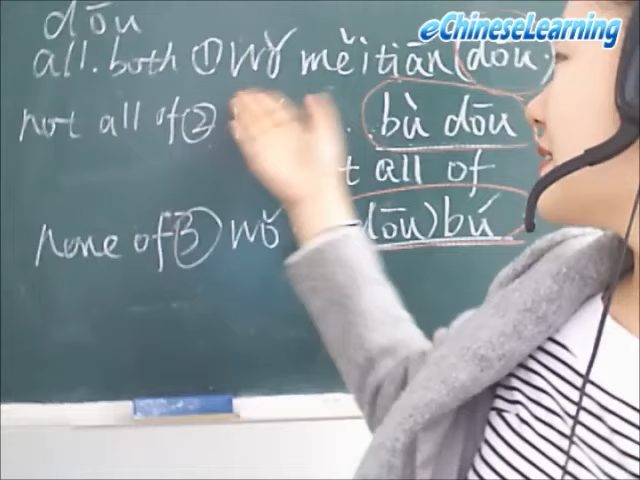 eChineseLearning
dōu
all. both ① wǒ měitiān (dōu.
not all of ② . . bù dōu
t all of
none of ③ wǒ dōu) bú